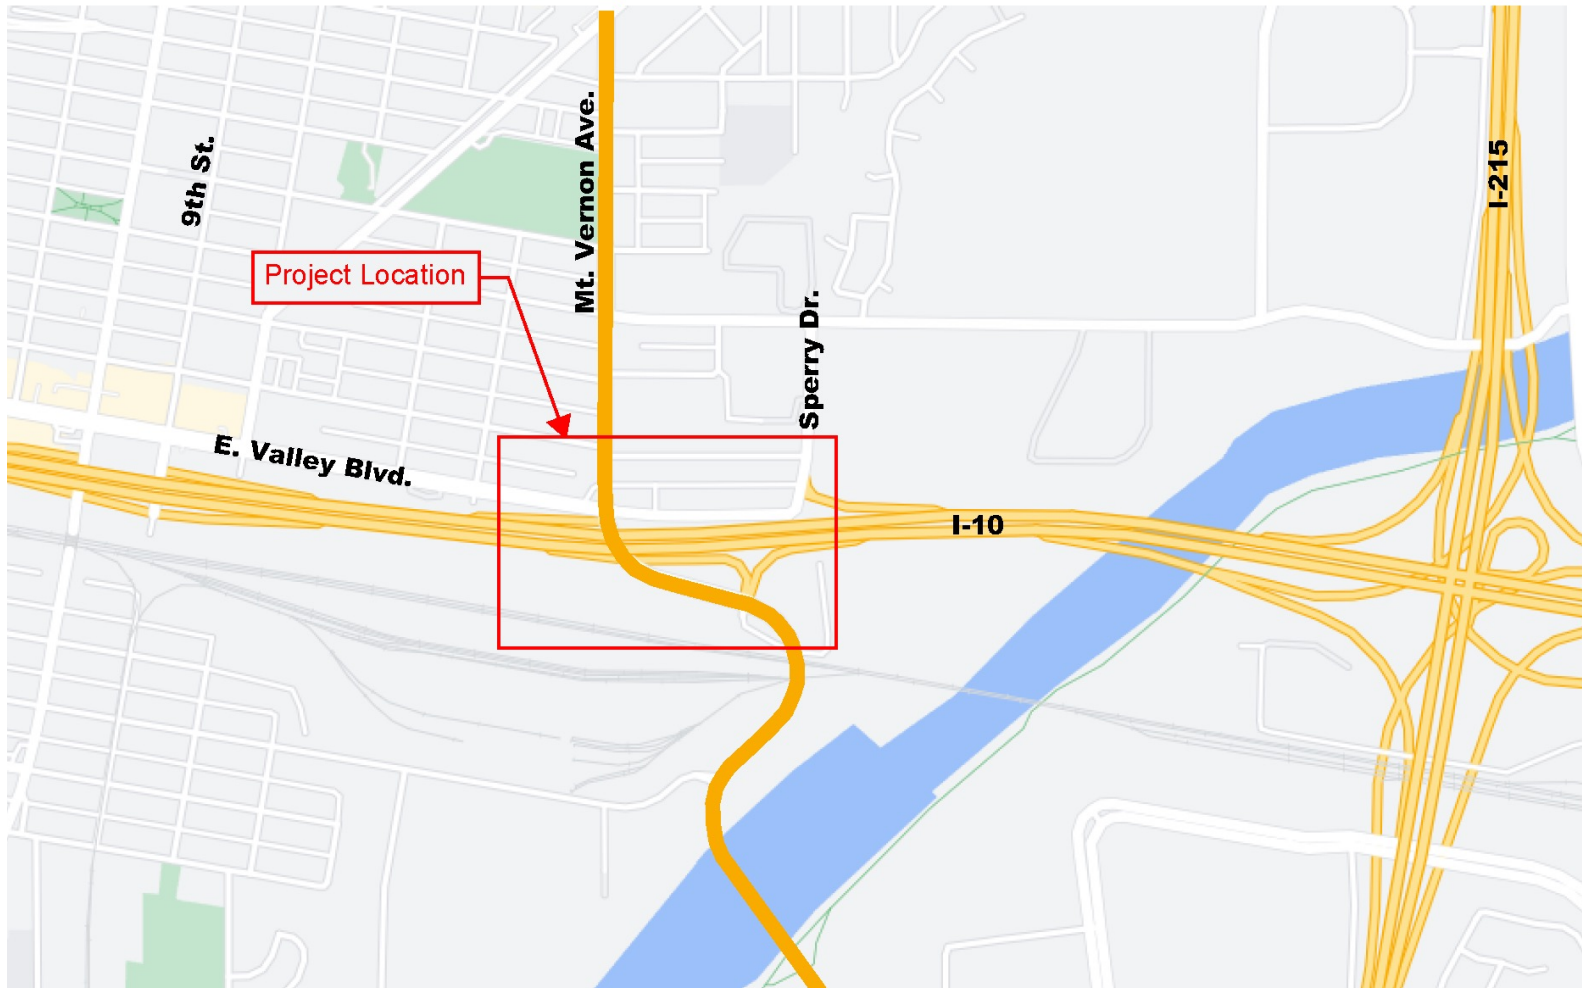 9th St.
Mt. Vernon Ave.
I-215
Project Location
Sperry Dr.
E. Valley Blvd.
I-10